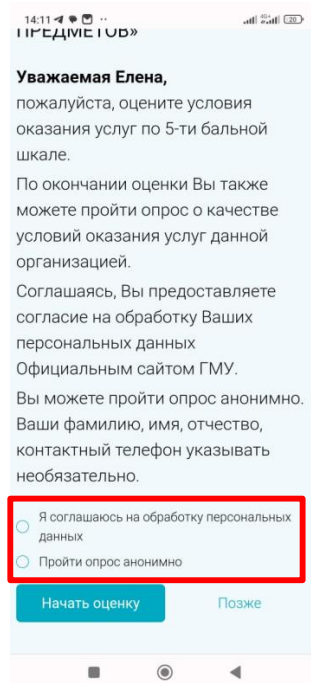 14:11
20
ПРЕДМЕТОВ»
Уважаемая Елена,
пожалуйста, оцените условия
оказания услуг по 5-ти бальной
шкале.
По окончании оценки Вы также
можете пройти опрос о качестве
условий оказания услуг данной
организацией.
Соглашаясь, Вы предоставляете
согласие на обработку Ваших
персональных данных
Официальным сайтом ГМУ.
Вы можете пройти опрос анонимно.
Ваши фамилию, имя, отчество,
контактный телефон указывать
необязательно.
Я соглашаюсь на обработку персональных
данных
Пройти опрос анонимно
Начать оценку Позже